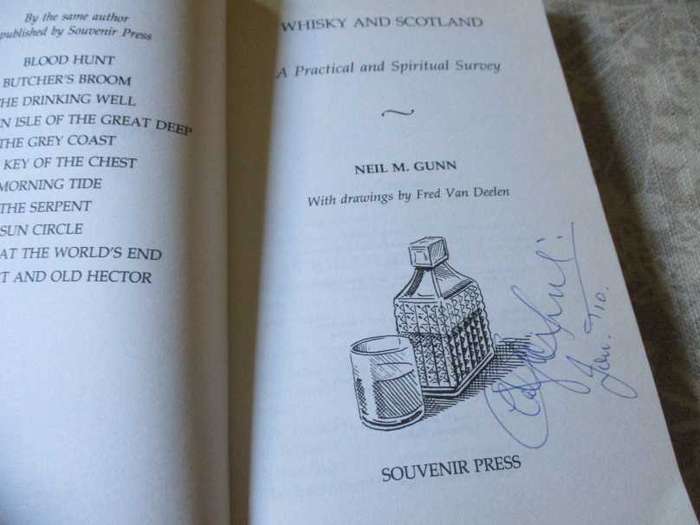 By the same author
published by Souvenir Press
BLOOD HUNT
BUTCHER'S BROOM
HE DRINKING WELL
N ISLE OF THE GREAT DEEP
THE GREY COAST
KEY OF THE CHEST
MORNING TIDE
THE SERPENT
SUN CIRCLE
AT THE WORLD'S END
T AND OLD HECTOR
WHISKY AND SCOTLAND
A Practical and Spiritual Survey
NEIL M. GUNN
With drawings by Fred Van Deelen
SOUVENIR PRESS